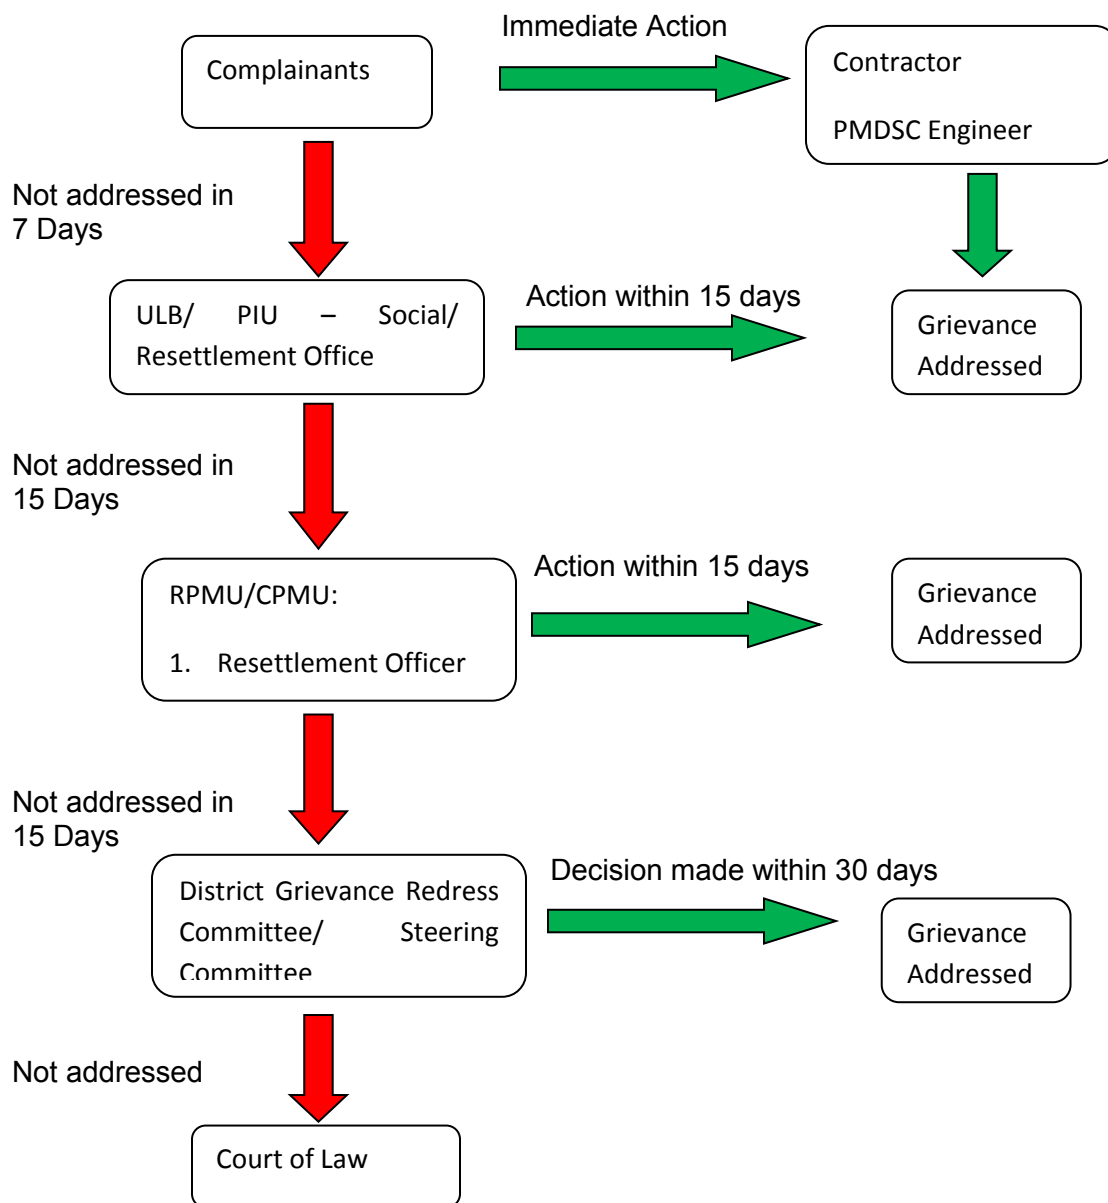 Immediate Action
Complainants
Contractor
PMDSC Engineer
Not addressed in
7 Days
ULB/ PIU – Social/
Resettlement Office
Action within 15 days
Grievance
Addressed
Not addressed in
15 Days
RPMU/CPMU:
1. Resettlement Officer
Action within 15 days
Grievance
Addressed
Not addressed in
15 Days
District Grievance Redress
Committee/ Steering
Committee
Decision made within 30 days
Grievance
Addressed
Not addressed
Court of Law